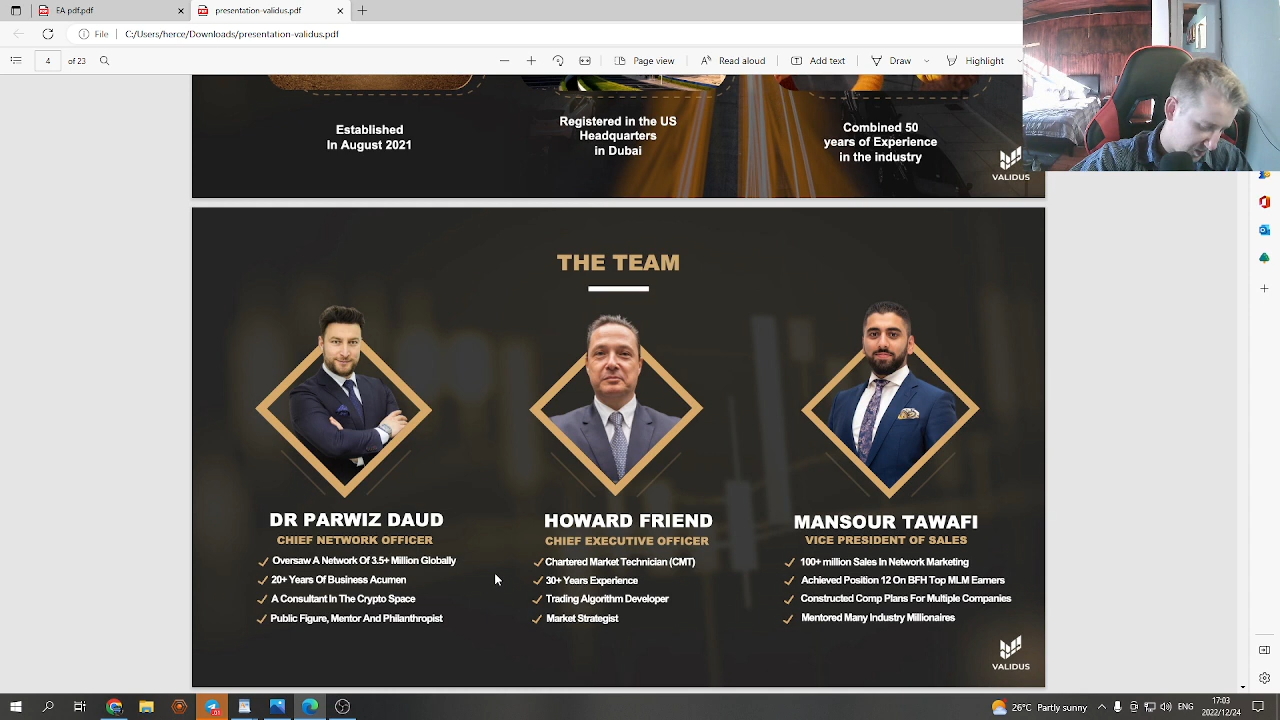 EA pdf.pdf
presentation-validus.pdf
File
C:/Users/herce/Downloads/presentation-validus.pdf
4
of 23
Page view
Read aloud
Add text
Draw
Highlight
Established
In August 2021
Registered in the US
Headquarters
in Dubai
Combined 50
years of Experience
in the industry
VALIDUS
THE TEAM
DR PARWIZ DAUD
CHIEF NETWORK OFFICER
Oversaw A Network Of 3.5+ Million Globally
20+ Years Of Business Acumen
A Consultant In The Crypto Space
Public Figure, Mentor And Philanthropist
HOWARD FRIEND
CHIEF EXECUTIVE OFFICER
Chartered Market Technician (CMT)
30+ Years Experience
Trading Algorithm Developer
Market Strategist
MANSOUR TAWAFI
VICE PRESIDENT OF SALES
100+ million Sales In Network Marketing
Achieved Position 12 On BFH Top MLM Earners
Constructed Comp Plans For Multiple Companies
Mentored Many Industry Millionaires
VALIDUS
26°C Partly sunny
ENG
17:03
2022/12/24